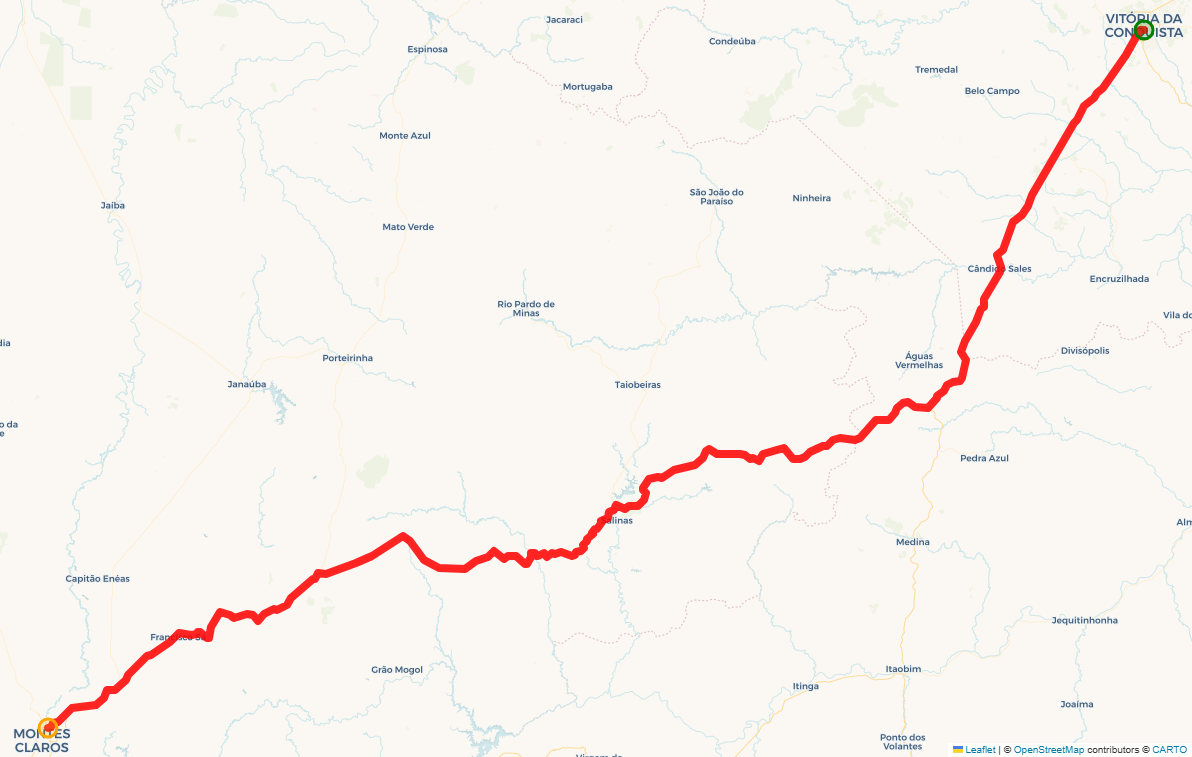 VITÓRIA DA
CONQUISTA
Jacaraci
Condeúba
Espinosa
Tremedal
Mortugaba
Belo Campo
Monte Azul
São João do
Paraíso
Ninheira
Jaíba
Mato Verde
Cândido Sales
Encruzilhada
Rio Pardo de
Minas
Vila do
dia
Divisópolis
Porteirinha
Águas
Vermelhas
Janaúba
Taiobeiras
o da
e
Pedra Azul
Salinas
Alm
Medina
Capitão Enéas
Jequitinhonha
Francisco Sá
Grão Mogol
Itaobim
Itinga
Joaíma
MONTES
CLAROS
Ponto dos
Volantes
Virgem da
Leaflet | © OpenStreetMap contributors © CARTO